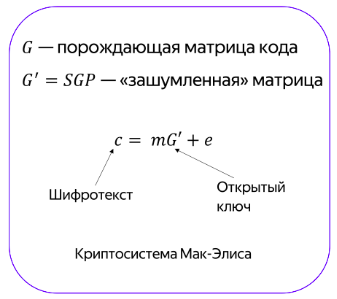 G — порождающая матрица кода
G′ = SGP — «зашумленная» матрица
c = mG′ + e
Шифротекст
Открытый
ключ
Криптосистема Мак-Элиса